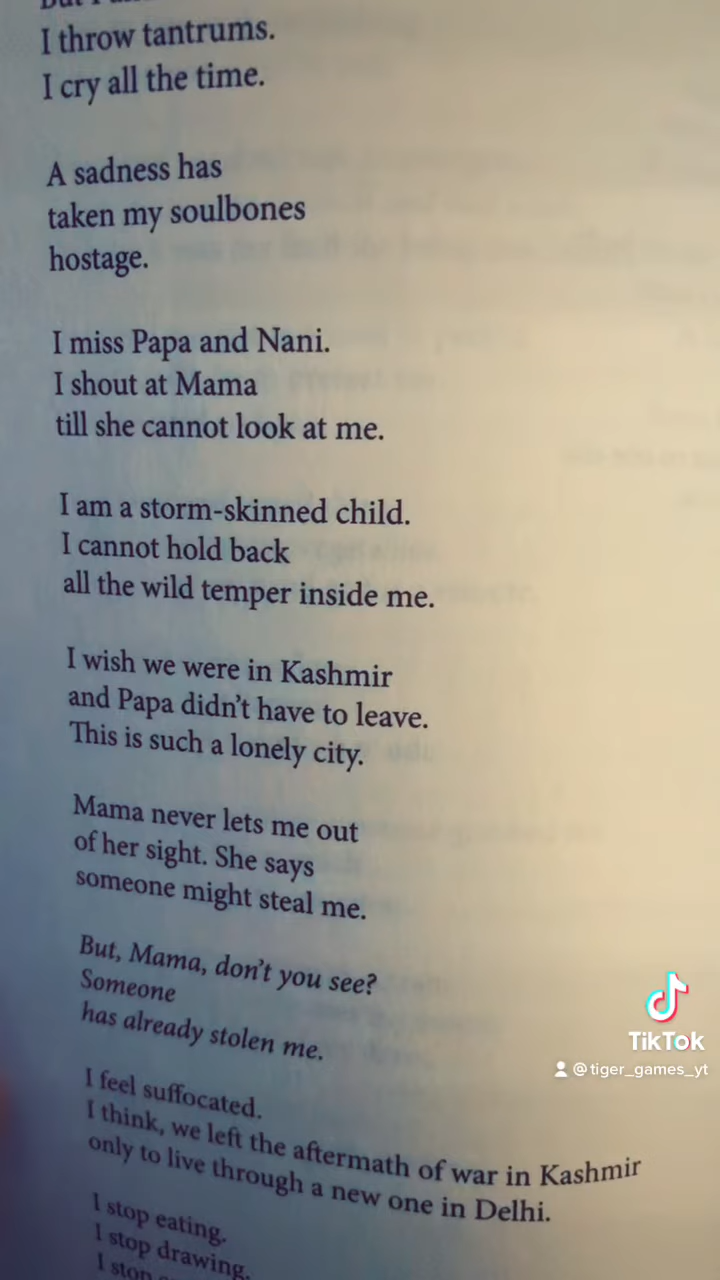 I throw tantrums.
I cry all the time.
A sadness has
taken my soulbones
hostage.
I miss Papa and Nani.
I shout at Mama
till she cannot look at me.
I am a storm-skinned child.
I cannot hold back
all the wild temper inside me.
I wish we were in Kashmir
and Papa didn't have to leave.
This is such a lonely city.
Mama never lets me out
of her sight. She says
someone might steal me.
But, Mama, don't you see?
Someone
has already stolen me.
I feel suffocated.
I think, we left the aftermath of war in Kashmir
only to live through a new one in Delhi.
I stop eating.
I stop drawing.
I stop
TikTok
@tiger_games_yt